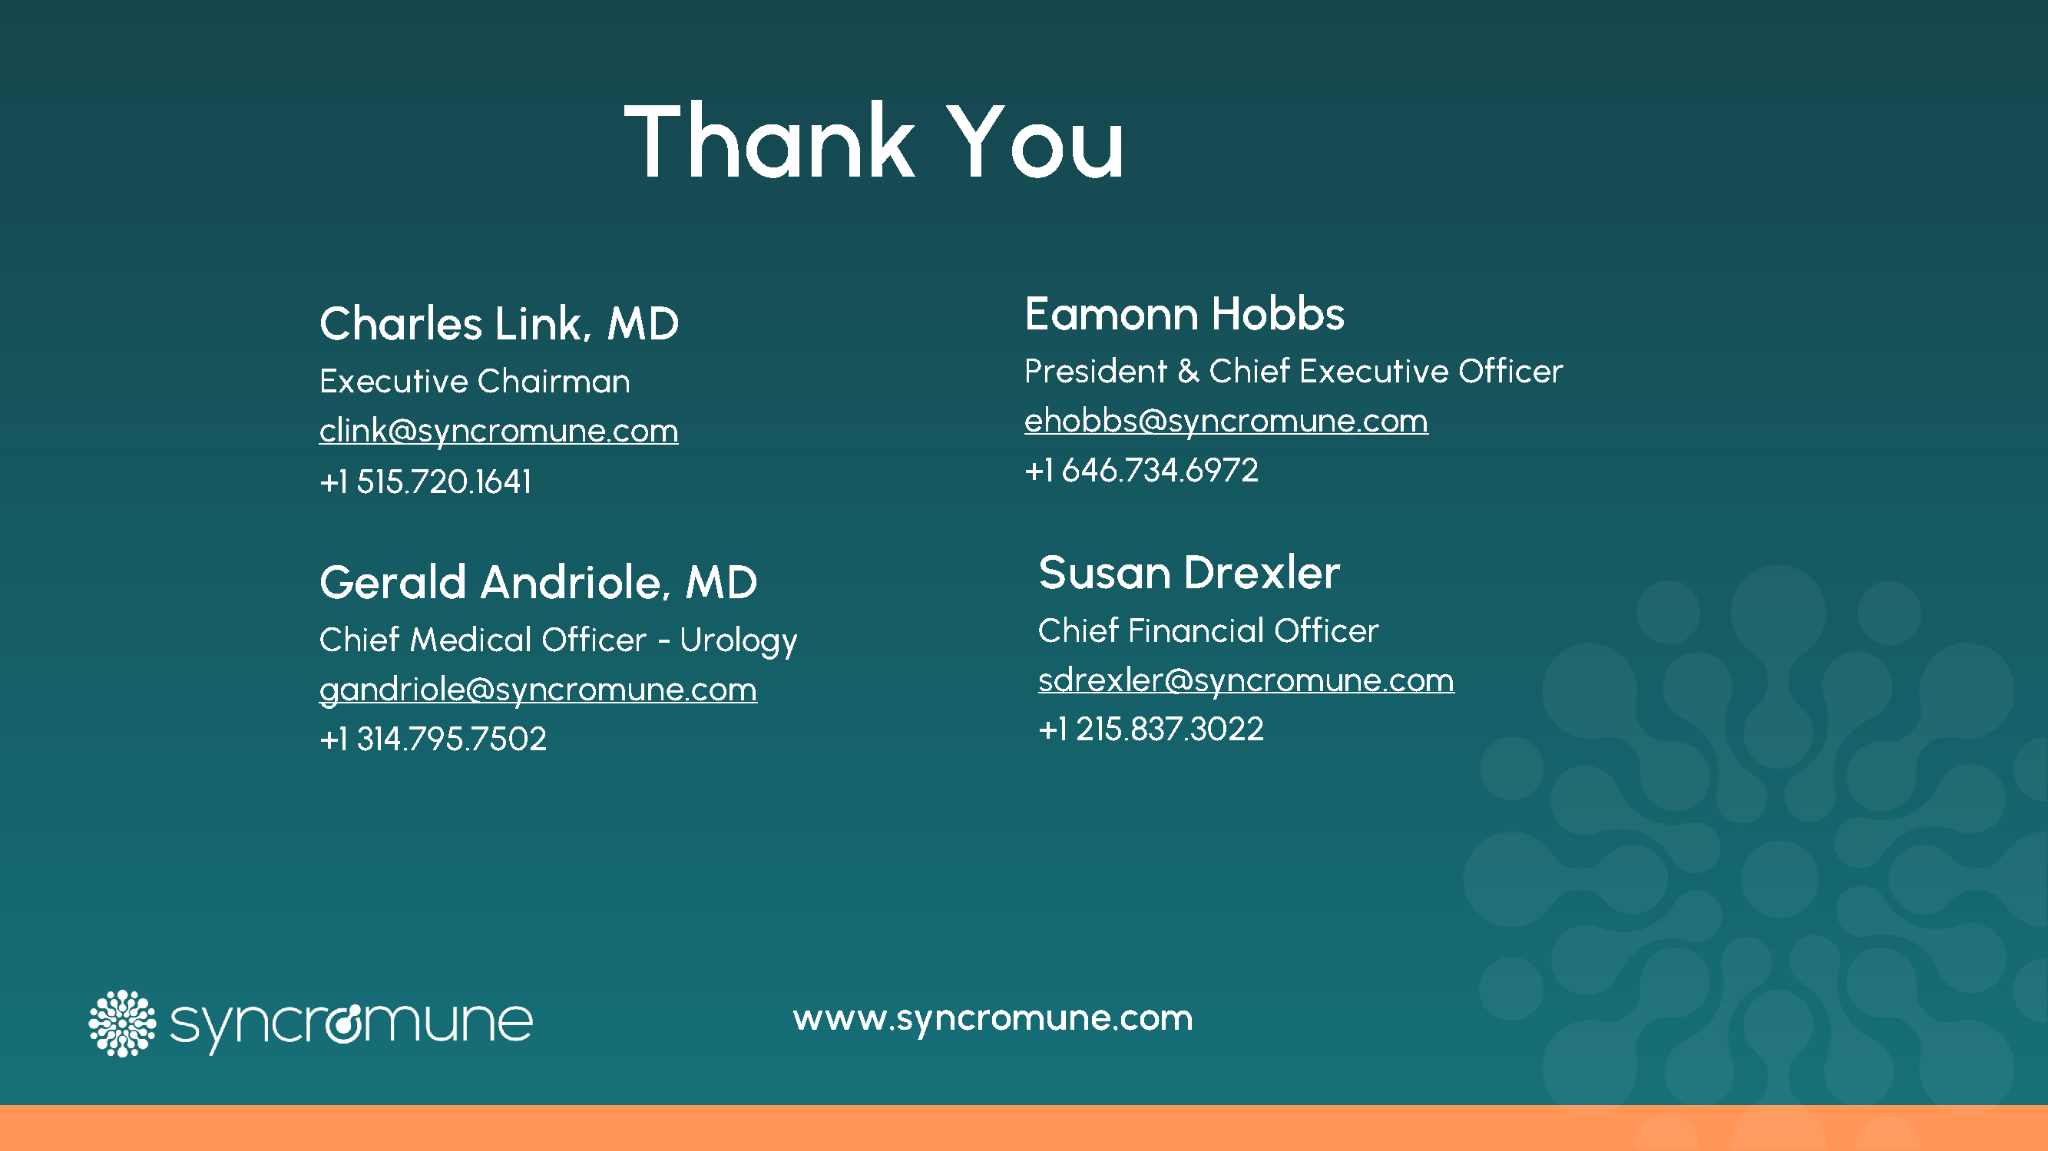 Thank You
Charles Link, MD
Executive Chairman
clink@syncromune.com
+1 515.720.1641
Eamonn Hobbs
President & Chief Executive Officer
ehobbs@syncromune.com
+1 646.734.6972
Gerald Andriole, MD
Chief Medical Officer - Urology
gandriole@syncromune.com
+1 314.795.7502
Susan Drexler
Chief Financial Officer
sdrexler@syncromune.com
+1 215.837.3022
syncromune
www.syncromune.com